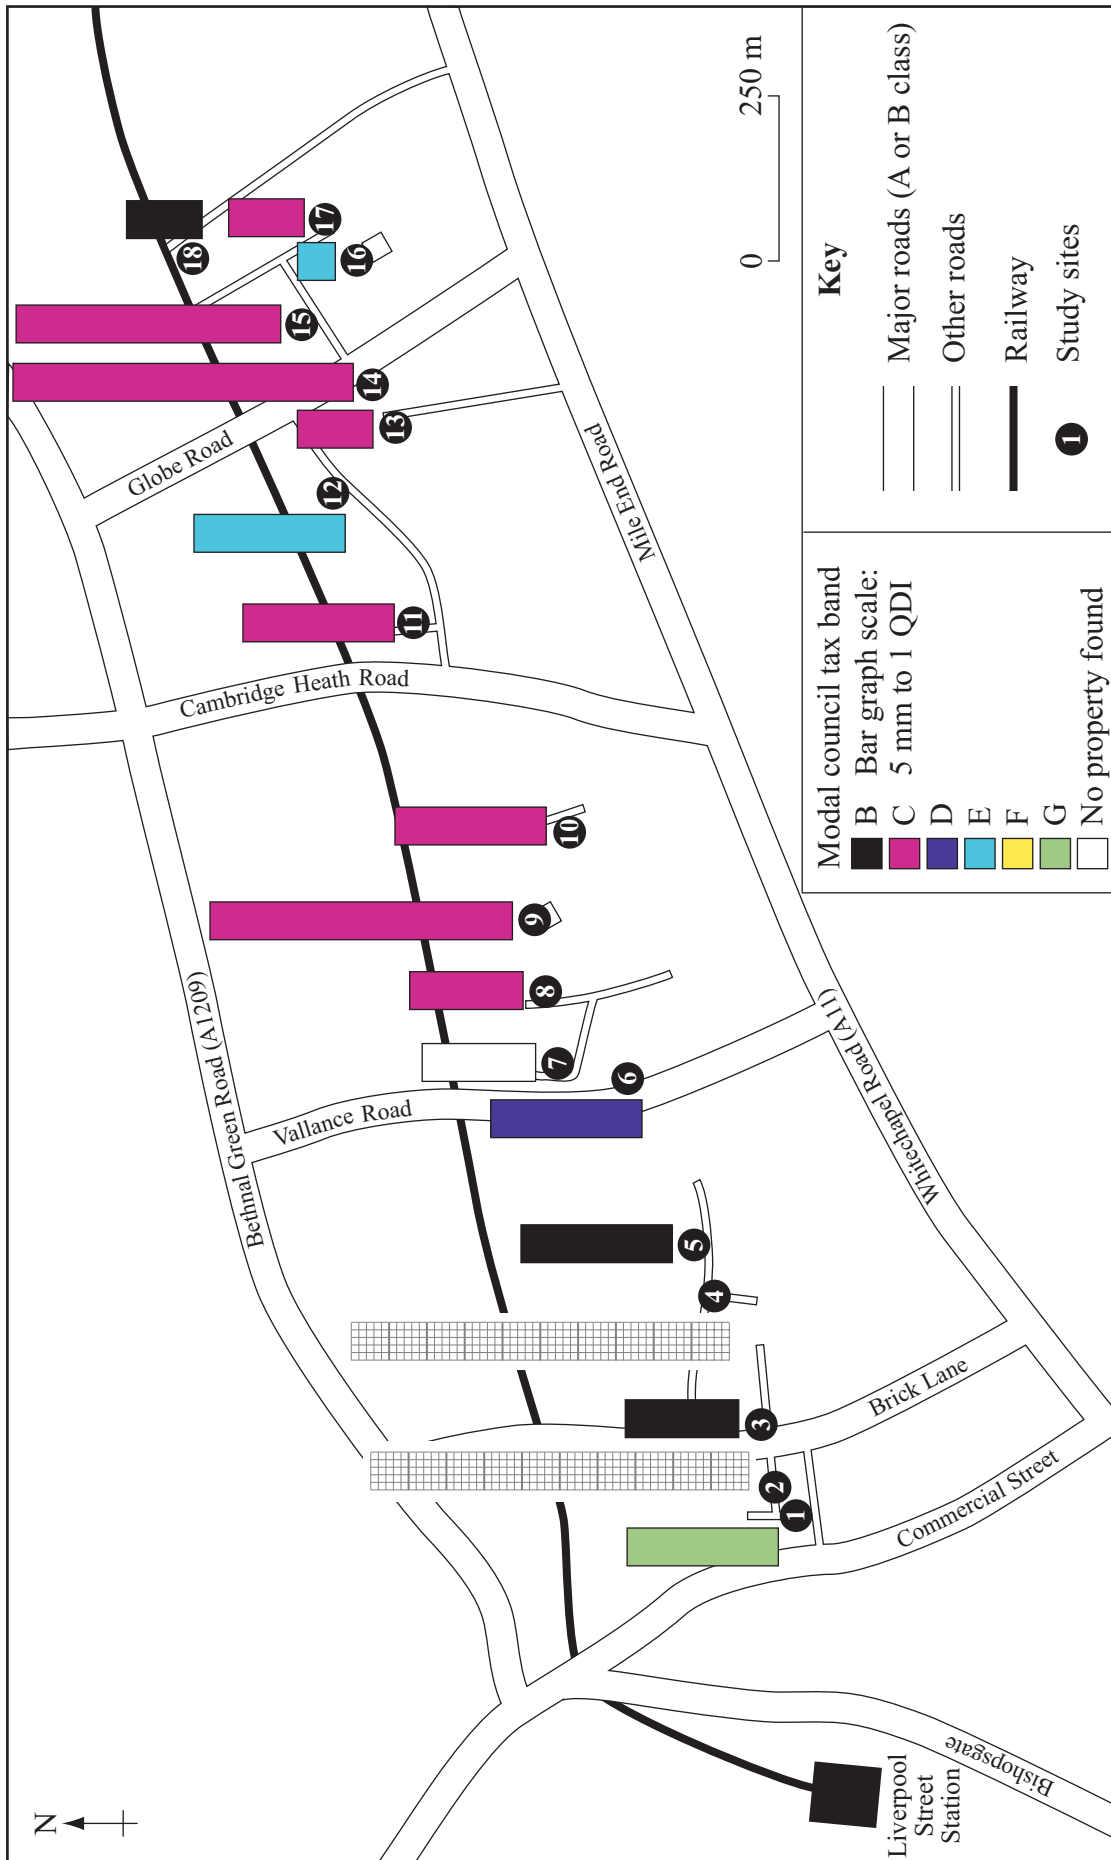 N
Liverpool
Street
Station
Bishopsgate
Commercial Street
Brick Lane
Whitechapel Road (A11)
Bethnal Green Road (A1209)
Vallance Road
Cambridge Heath Road
Globe Road
Mile End Road
1
2
3
4
5
6
7
8
9
10
11
12
13
14
15
16
17
18
0 250 m
Modal council tax band
B Bar graph scale:
C 5 mm to 1 QDI
D
E
F
G
No property found
Key
Major roads (A or B class)
Other roads
Railway
1 Study sites